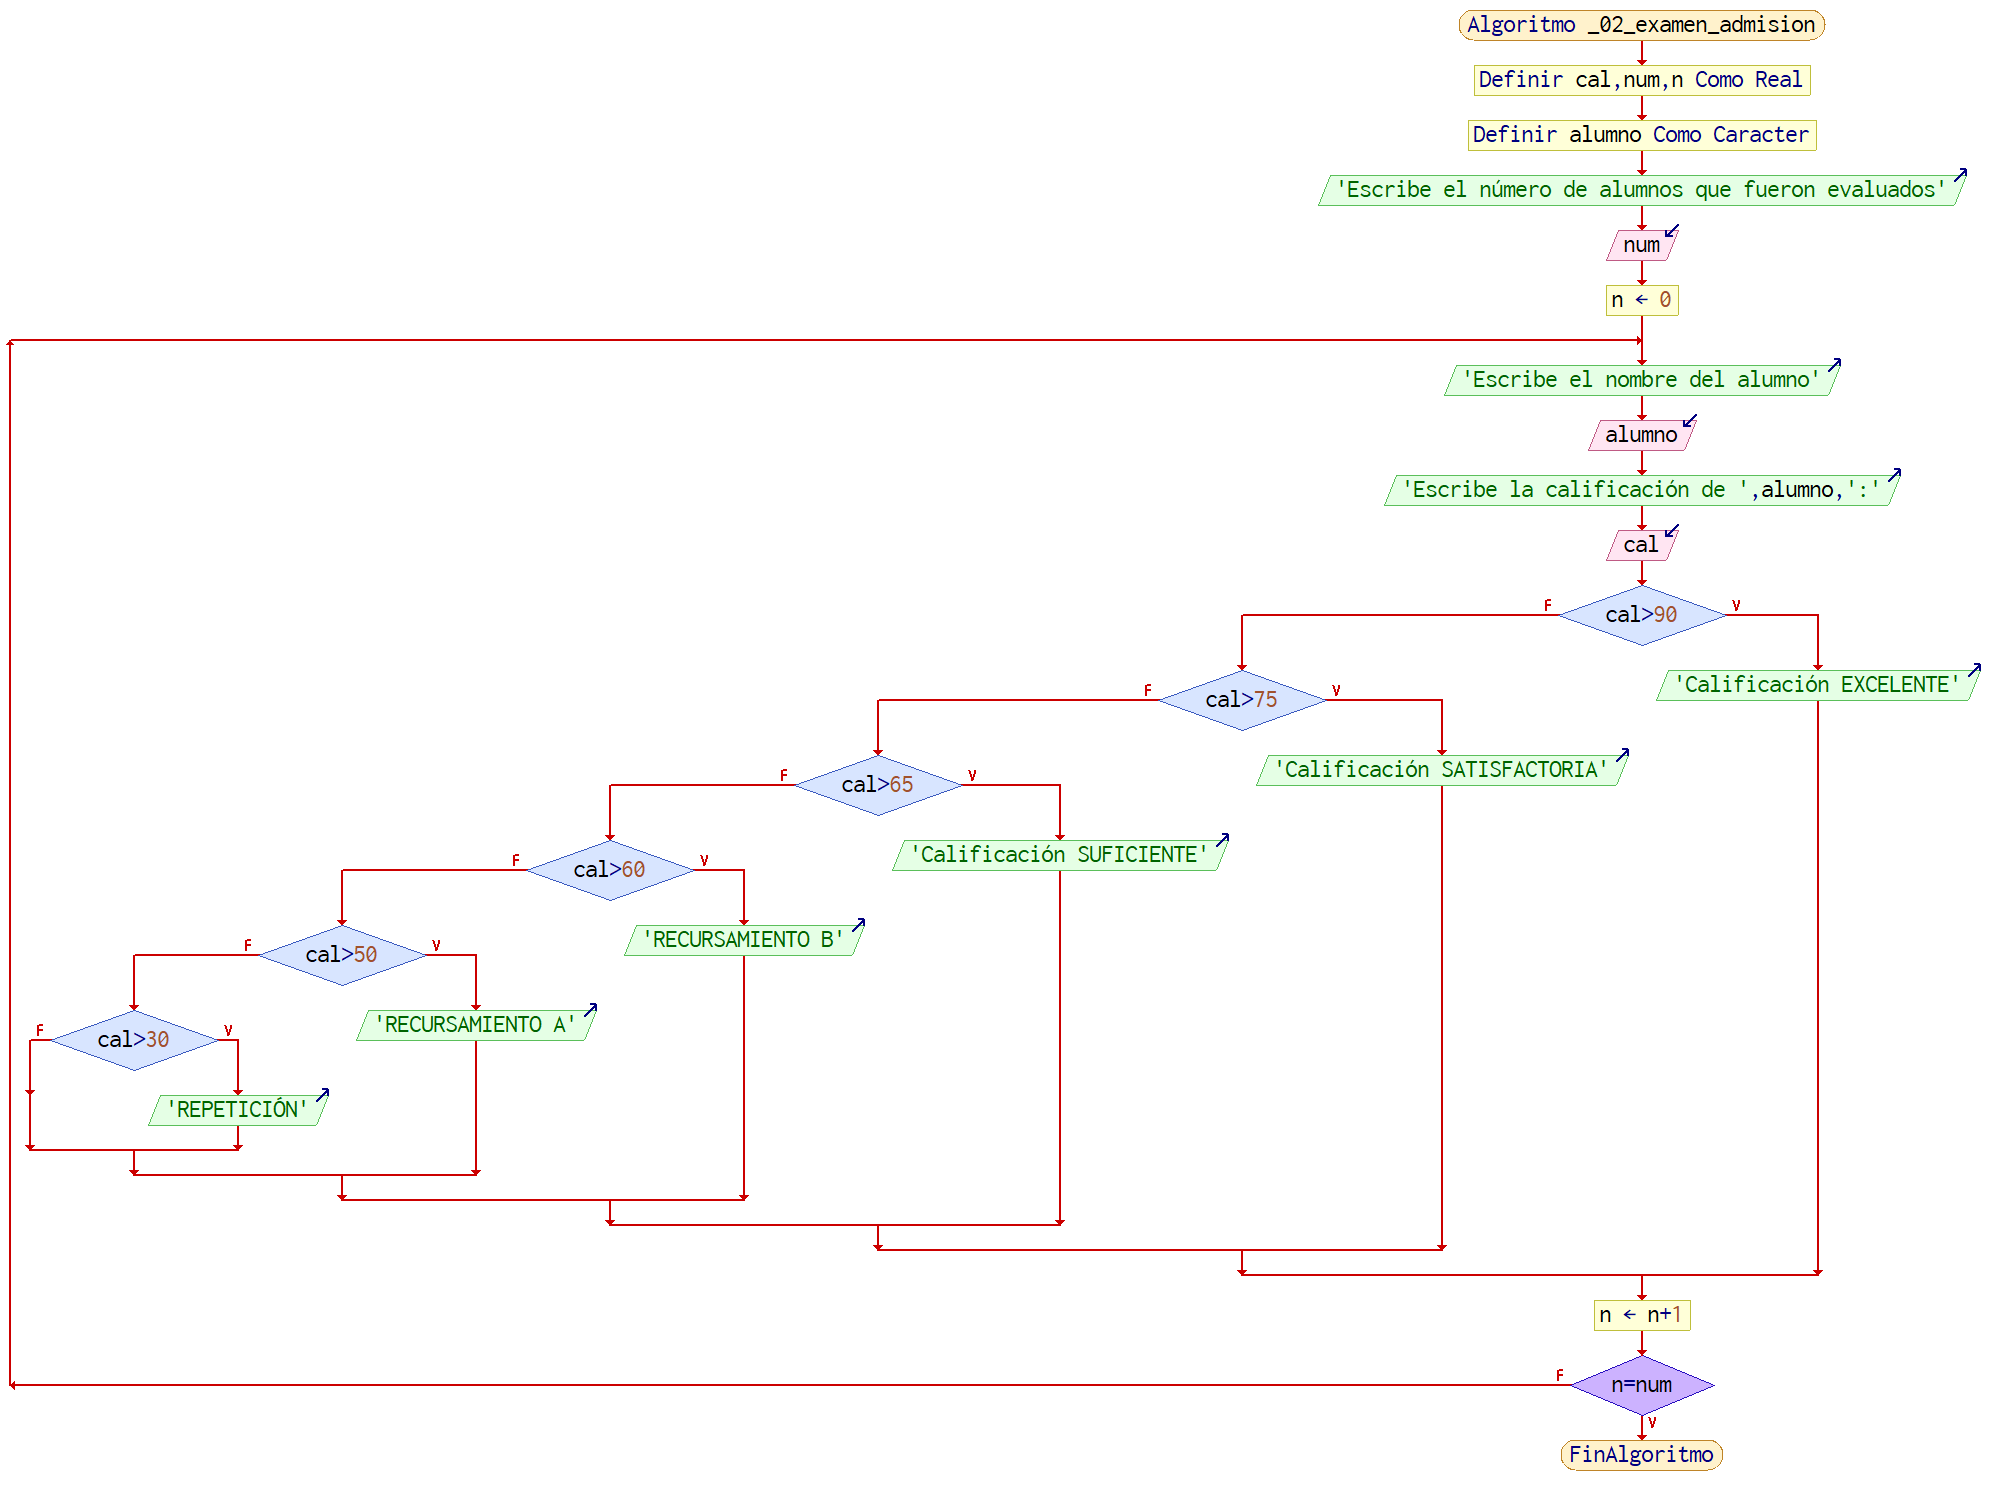 Algoritmo _02_examen_admision
Definir cal,num,n Como Real
Definir alumno Como Caracter
'Escribe el número de alumnos que fueron evaluados'
num
n ← 0
'Escribe el nombre del alumno'
alumno
'Escribe la calificación de ',alumno,':'
cal
F
V
cal>90
F
V
cal>75
'Calificación EXCELENTE'
F
V
cal>65
'Calificación SATISFACTORIA'
F
V
cal>60
'Calificación SUFICIENTE'
F
V
cal>50
'RECURSAMIENTO B'
F
V
cal>30
'RECURSAMIENTO A'
'REPETICIÓN'
n ← n+1
F
n=num
V
FinAlgoritmo